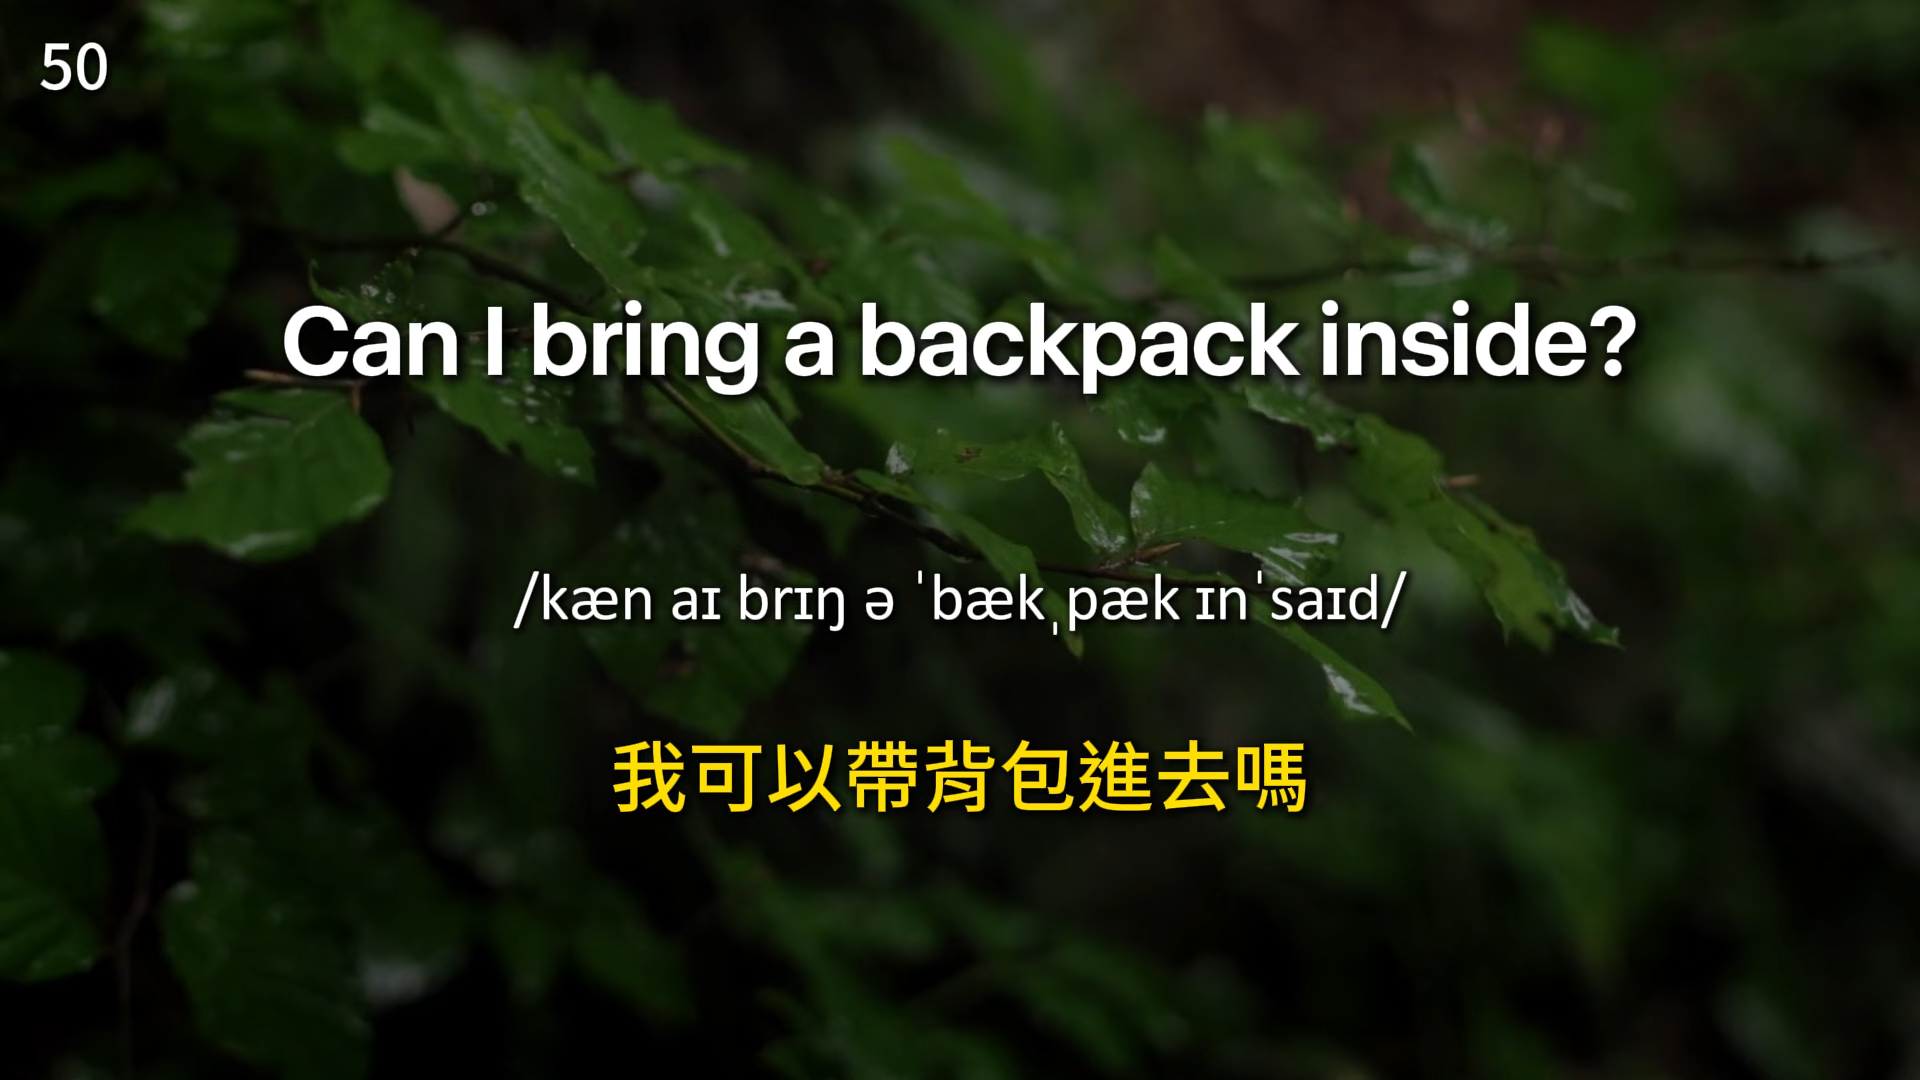 50
Can I bring a backpack inside?
/kæn aɪ brɪŋ ə ˈbækˌpæk ɪnˈsaɪd/
我可以帶背包進去嗎